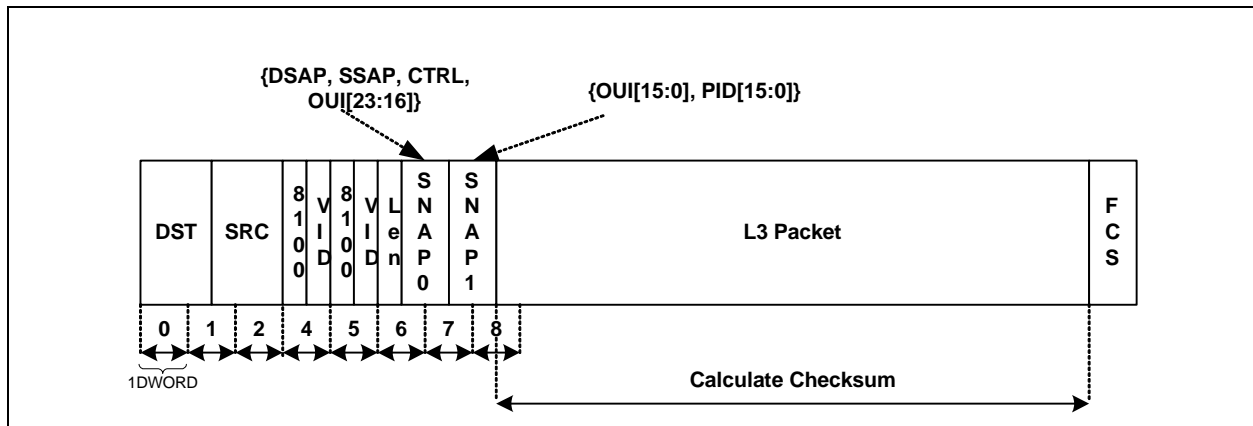 {DSAP, SSAP, CTRL,
OUI[23:16]}
{OUI[15:0], PID[15:0]}
DST
SRC
8100
VID
8100
VID
Len
SNAP0
SNAP1
L3 Packet
FCS
0 1 2 4 5 6 7 8
1DWORD
Calculate Checksum